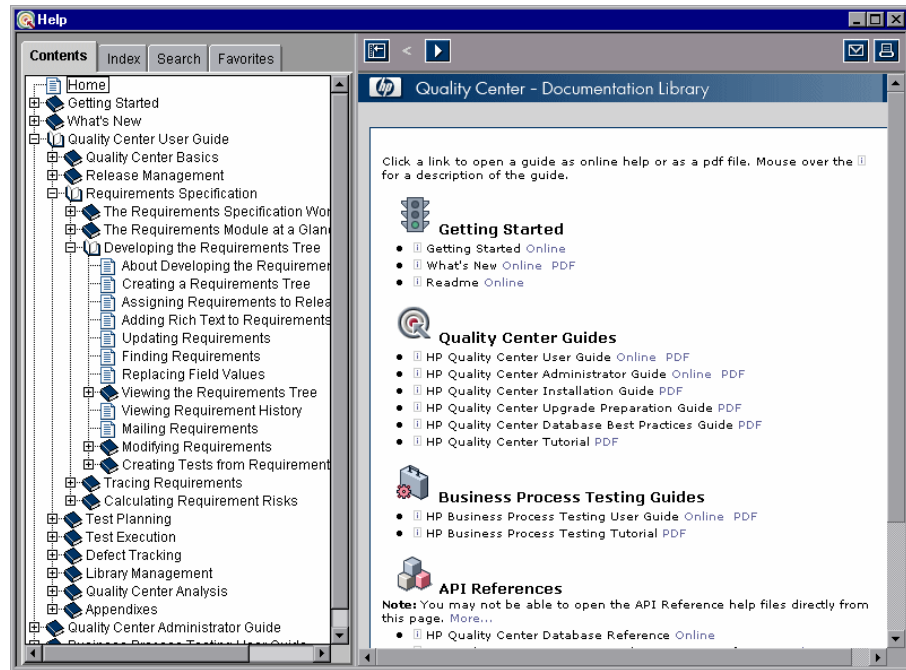 Help
Contents Index Search Favorites
Home
Getting Started
What's New
Quality Center User Guide
Quality Center Basics
Release Management
Requirements Specification
The Requirements Specification Wor
The Requirements Module at a Glan
Developing the Requirements Tree
About Developing the Requiremer
Creating a Requirements Tree
Assigning Requirements to Relea
Adding Rich Text to Requirements
Updating Requirements
Finding Requirements
Replacing Field Values
Viewing the Requirements Tree
Viewing Requirement History
Mailing Requirements
Modifying Requirements
Creating Tests from Requirement
Tracing Requirements
Calculating Requirement Risks
Test Planning
Test Execution
Defect Tracking
Library Management
Quality Center Analysis
Appendixes
Quality Center Administrator Guide
Business Process Testing User Guide
hp Quality Center - Documentation Library
Click a link to open a guide as online help or as a pdf file. Mouse over the i
for a description of the guide.
Getting Started
• i Getting Started Online
• i What's New Online PDF
• i Readme Online
Quality Center Guides
• i HP Quality Center User Guide Online PDF
• i HP Quality Center Administrator Guide Online PDF
• i HP Quality Center Installation Guide PDF
• i HP Quality Center Upgrade Preparation Guide PDF
• i HP Quality Center Database Best Practices Guide PDF
• i HP Quality Center Tutorial PDF
Business Process Testing Guides
• i HP Business Process Testing User Guide Online PDF
• i HP Business Process Testing Tutorial PDF
API References
Note: You may not be able to open the API Reference help files directly from
this page. More...
• i HP Quality Center Database Reference Online